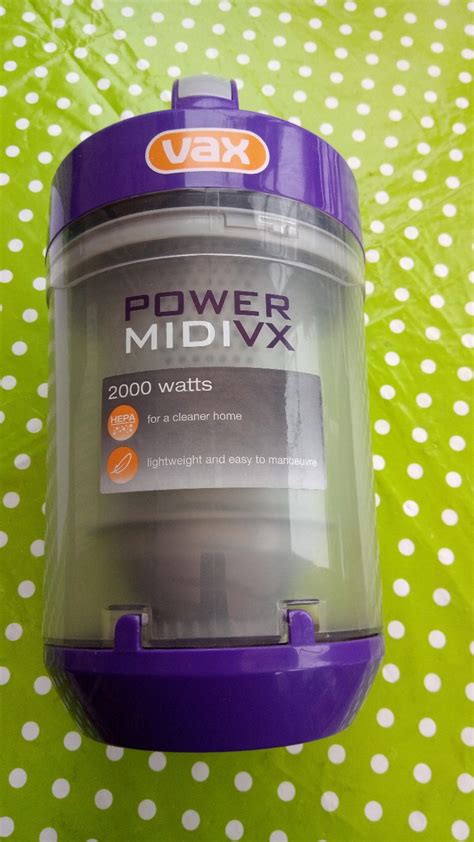 vax
POWER
MIDIVX
2000 watts
HEPA
for a cleaner home
lightweight and easy to manoeuvre